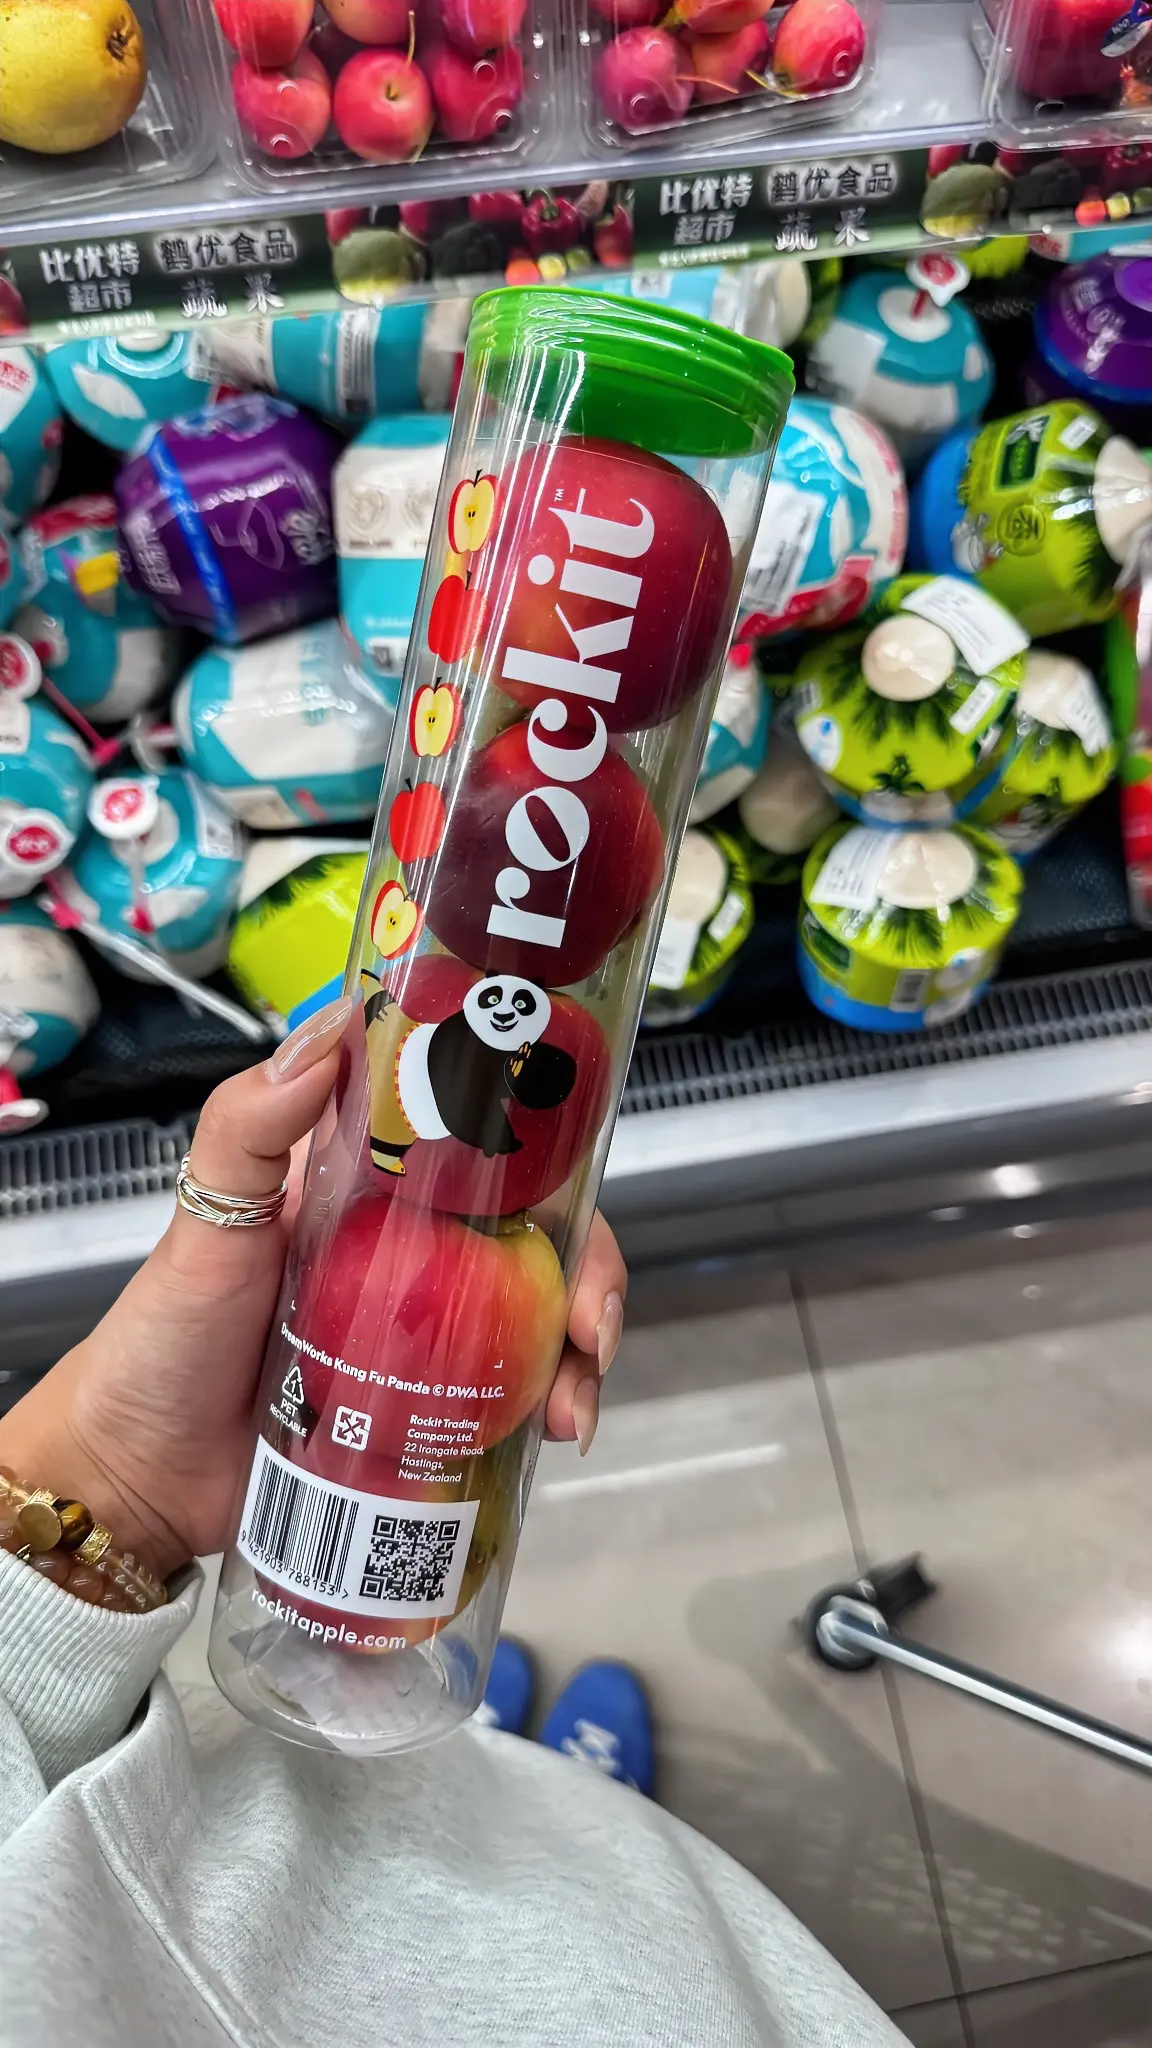 比优特 鹤优食品
超市 蔬果
比优特 鹤优食品
超市 蔬果
rockit™
DreamWorks Kung Fu Panda © DWA LLC.
PET
RECYCLABLE
Rockit Trading
Company Ltd.
22 Irongate Road,
Hastings,
New Zealand
9 421903 788153 >
rockitapple.com